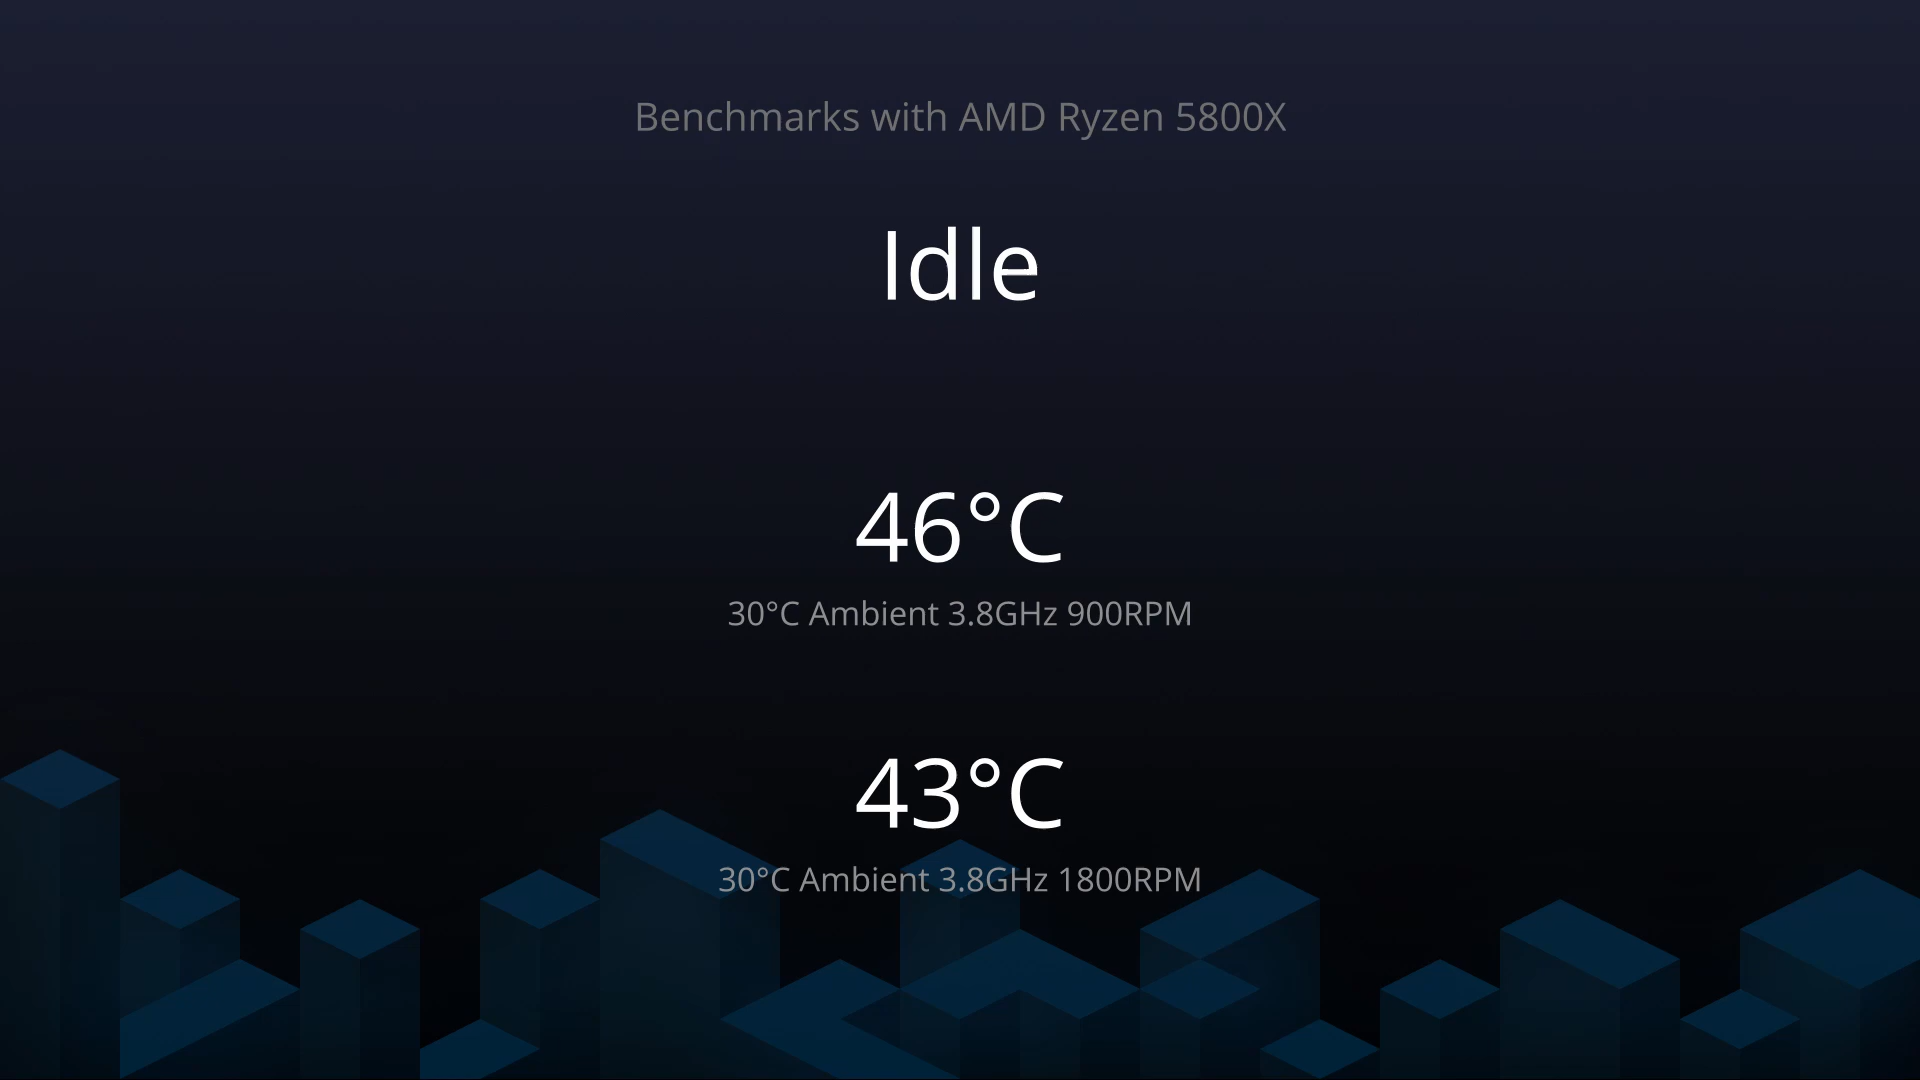 Benchmarks with AMD Ryzen 5800X
Idle
46°C
30°C Ambient 3.8GHz 900RPM
43°C
30°C Ambient 3.8GHz 1800RPM